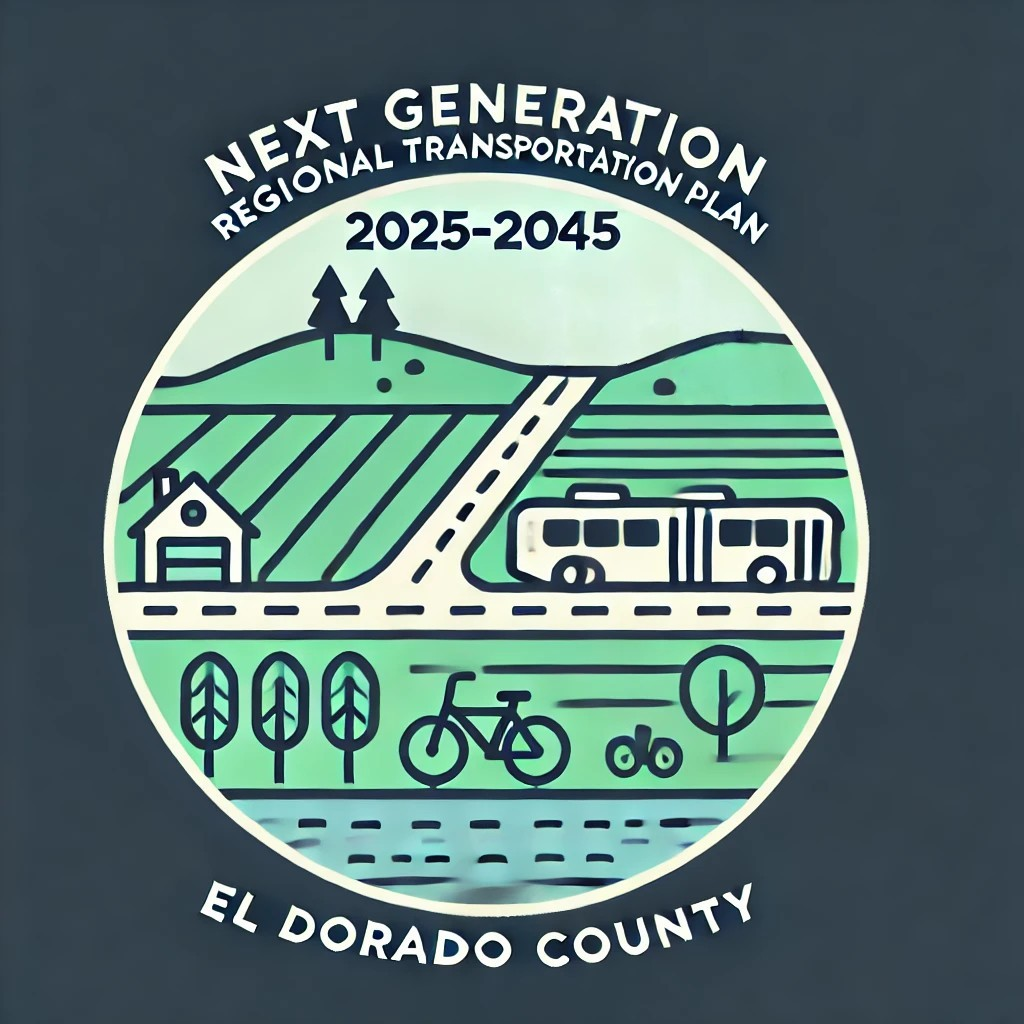 NEXT GENERATION
REGIONAL TRANSPORTATION PLAN
2025-2045
EL DORADO COUNTY